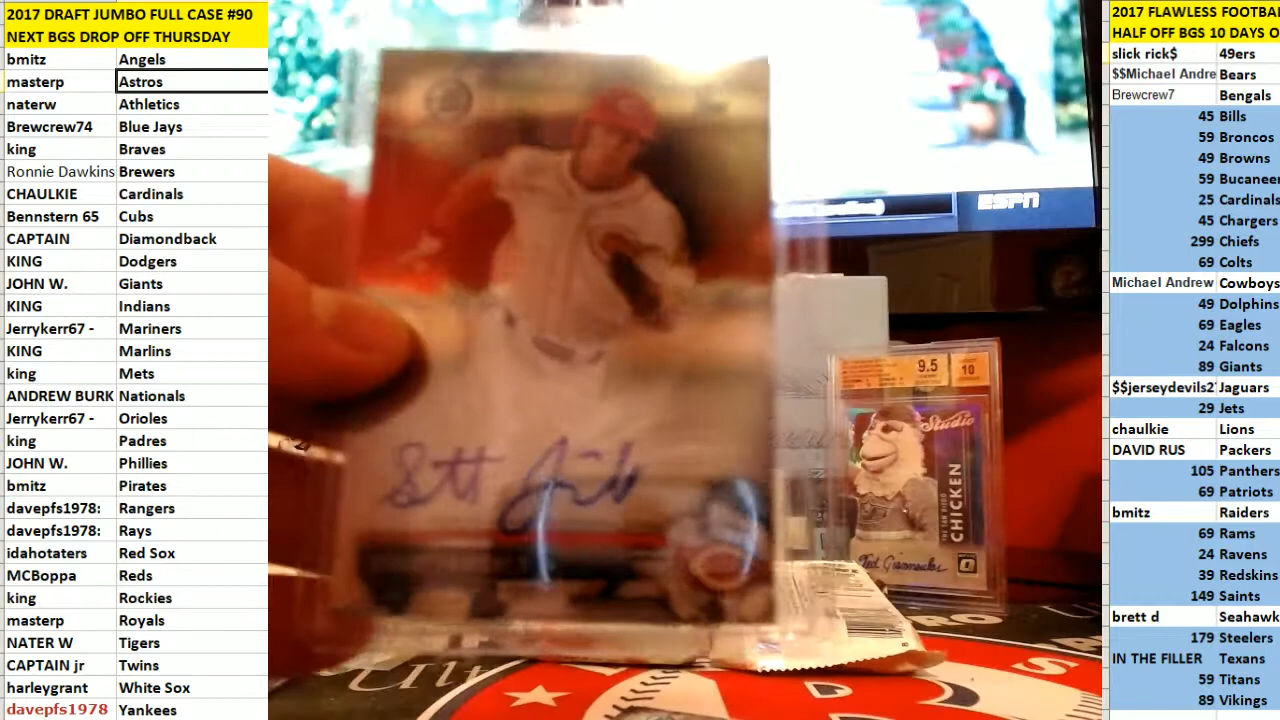 2017 DRAFT JUMBO FULL CASE #90
NEXT BGS DROP OFF THURSDAY
bmitz Angels
masterp Astros
naterw Athletics
Brewcrew74 Blue Jays
king Braves
Ronnie Dawkins Brewers
CHAULKIE Cardinals
Bennstern 65 Cubs
CAPTAIN Diamondback
KING Dodgers
JOHN W. Giants
KING Indians
Jerrykerr67 - Mariners
KING Marlins
king Mets
ANDREW BURK Nationals
Jerrykerr67 - Orioles
king Padres
JOHN W. Phillies
bmitz Pirates
davepfs1978: Rangers
davepfs1978: Rays
idahotaters Red Sox
MCBoppa Reds
king Rockies
masterp Royals
NATER W Tigers
CAPTAIN jr Twins
harleygrant White Sox
davepfs1978 Yankees
ESPN
9.5
10
Studio
THE SAN DIEGO
CHICKEN
2017 FLAWLESS FOOTBA
HALF OFF BGS 10 DAYS O
slick rick$ 49ers
$$Michael Andre Bears
Brewcrew7 Bengals
45 Bills
59 Broncos
49 Browns
59 Bucaneer
25 Cardinals
45 Chargers
299 Chiefs
69 Colts
Michael Andrew Cowboys
49 Dolphins
69 Eagles
24 Falcons
89 Giants
$$jerseydevils2 Jaguars
29 Jets
chaulkie Lions
DAVID RUS Packers
105 Panthers
69 Patriots
bmitz Raiders
69 Rams
24 Ravens
39 Redskins
149 Saints
brett d Seahawk
179 Steelers
IN THE FILLER Texans
59 Titans
89 Vikings